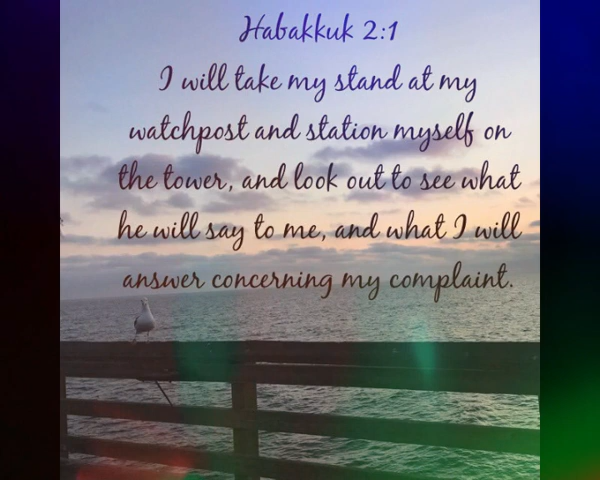 Habakkuk 2:1
I will take my stand at my
watchpost and station myself on
the tower, and look out to see what
he will say to me, and what I will
answer concerning my complaint.